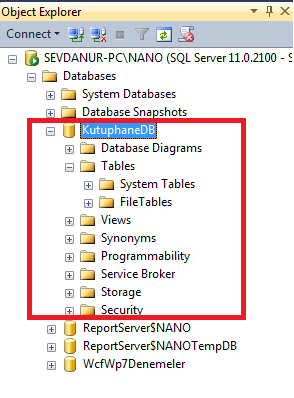 Object Explorer
Connect
SEVDANUR-PC\NANO (SQL Server 11.0.2100 - S
Databases
System Databases
Database Snapshots
KutuphaneDB
Database Diagrams
Tables
System Tables
FileTables
Views
Synonyms
Programmability
Service Broker
Storage
Security
ReportServer$NANO
ReportServer$NANOTempDB
WcfWp7Denemeler